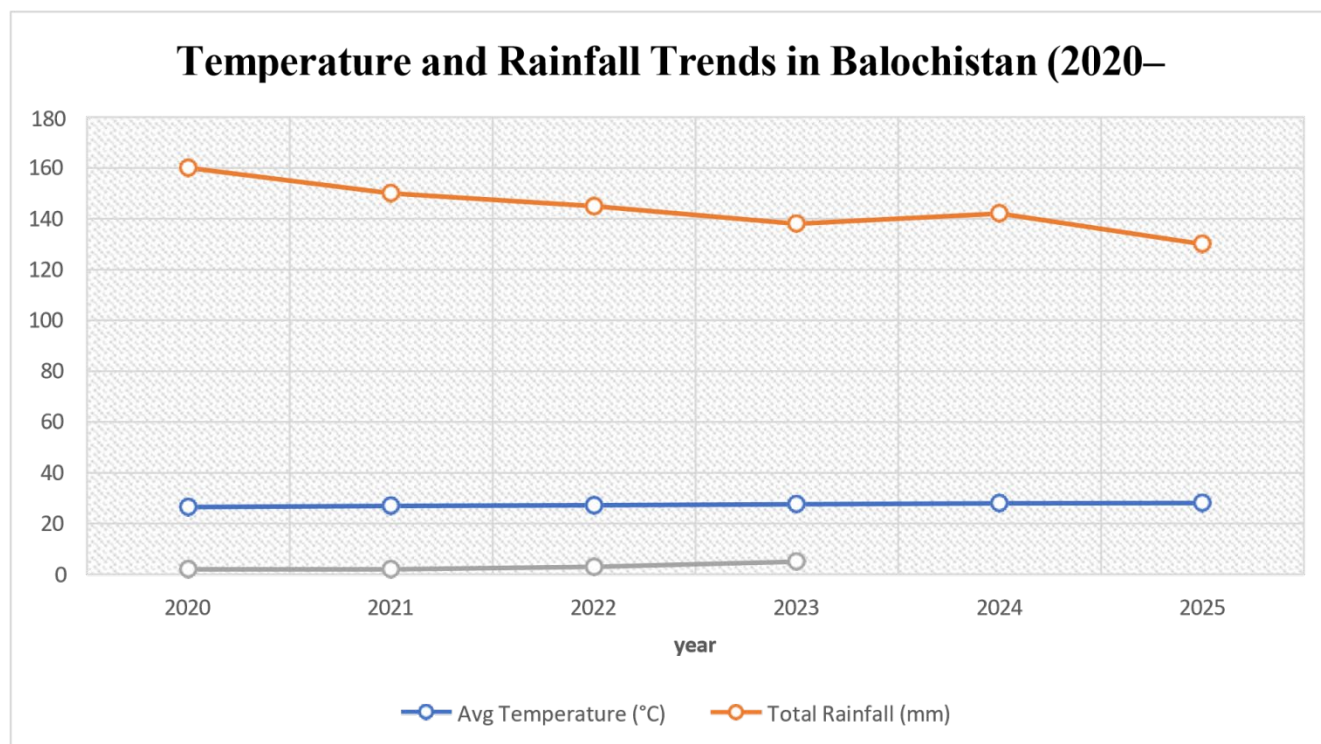 Temperature and Rainfall Trends in Balochistan (2020–
180
160
140
120
100
80
60
40
20
0
2020 2021 2022 2023 2024 2025
year
Avg Temperature (°C) Total Rainfall (mm)